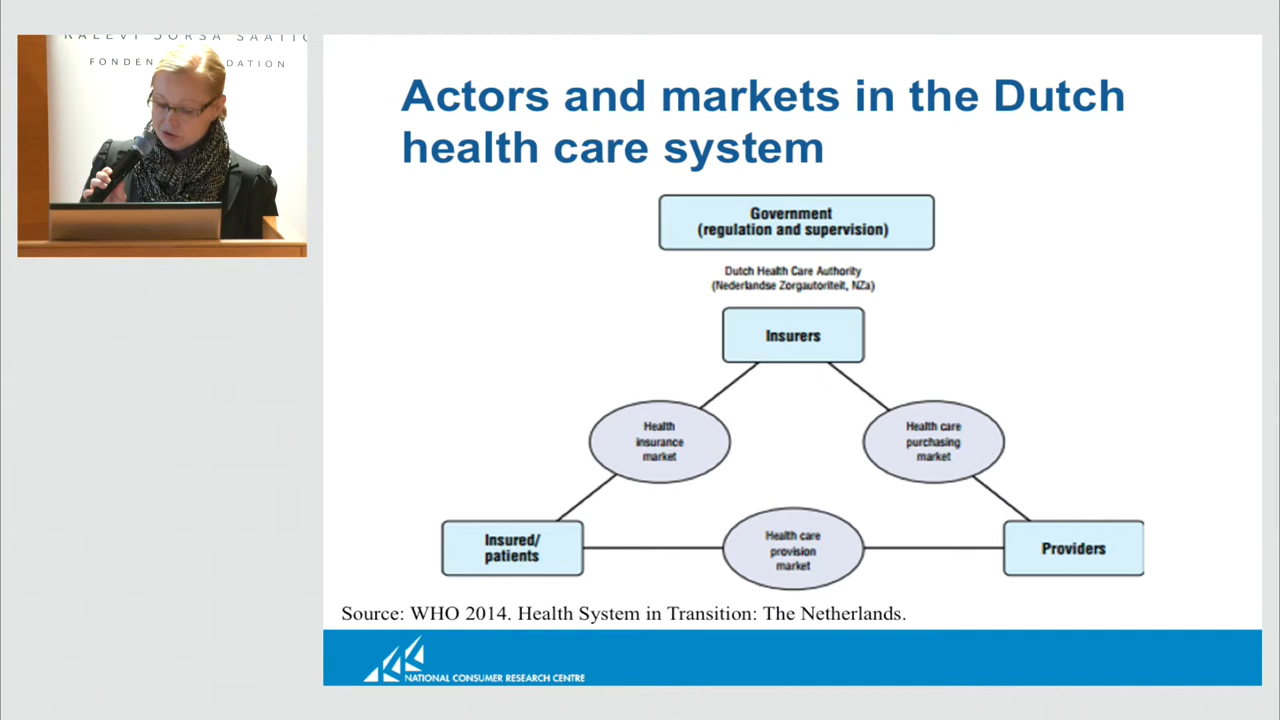 KALEVI SORSA
FONDEN DATION
Actors and markets in the Dutch
health care system
Government
(regulation and supervision)
Dutch Health Care Authority
(Nederlandse Zorgautoriteit, NZa)
Insurers
Health
insurance
market
Health care
purchasing
market
Insured/
patients
Health care
provision
market
Providers
Source: WHO 2014. Health System in Transition: The Netherlands.
NATIONAL CONSUMER RESEARCH CENTRE